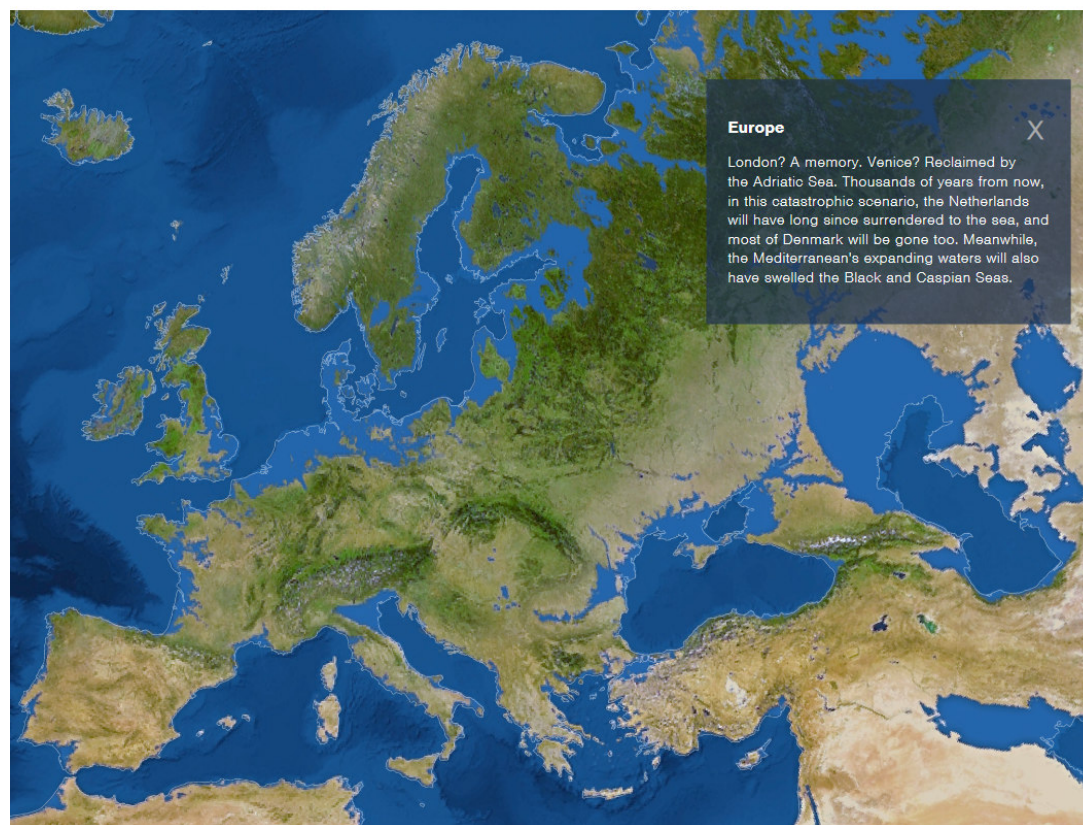 Europe
X
London? A memory. Venice? Reclaimed by
the Adriatic Sea. Thousands of years from now,
in this catastrophic scenario, the Netherlands
will have long since surrendered to the sea, and
most of Denmark will be gone too. Meanwhile,
the Mediterranean's expanding waters will also
have swelled the Black and Caspian Seas.